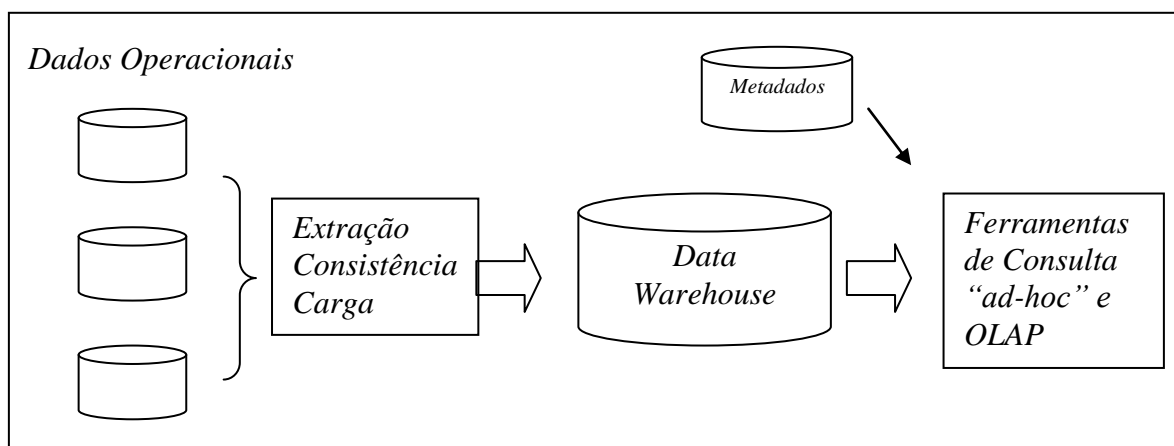 Dados Operacionais
Metadados
Extração
Consistência
Carga
Data
Warehouse
Ferramentas
de Consulta
“ad-hoc” e
OLAP